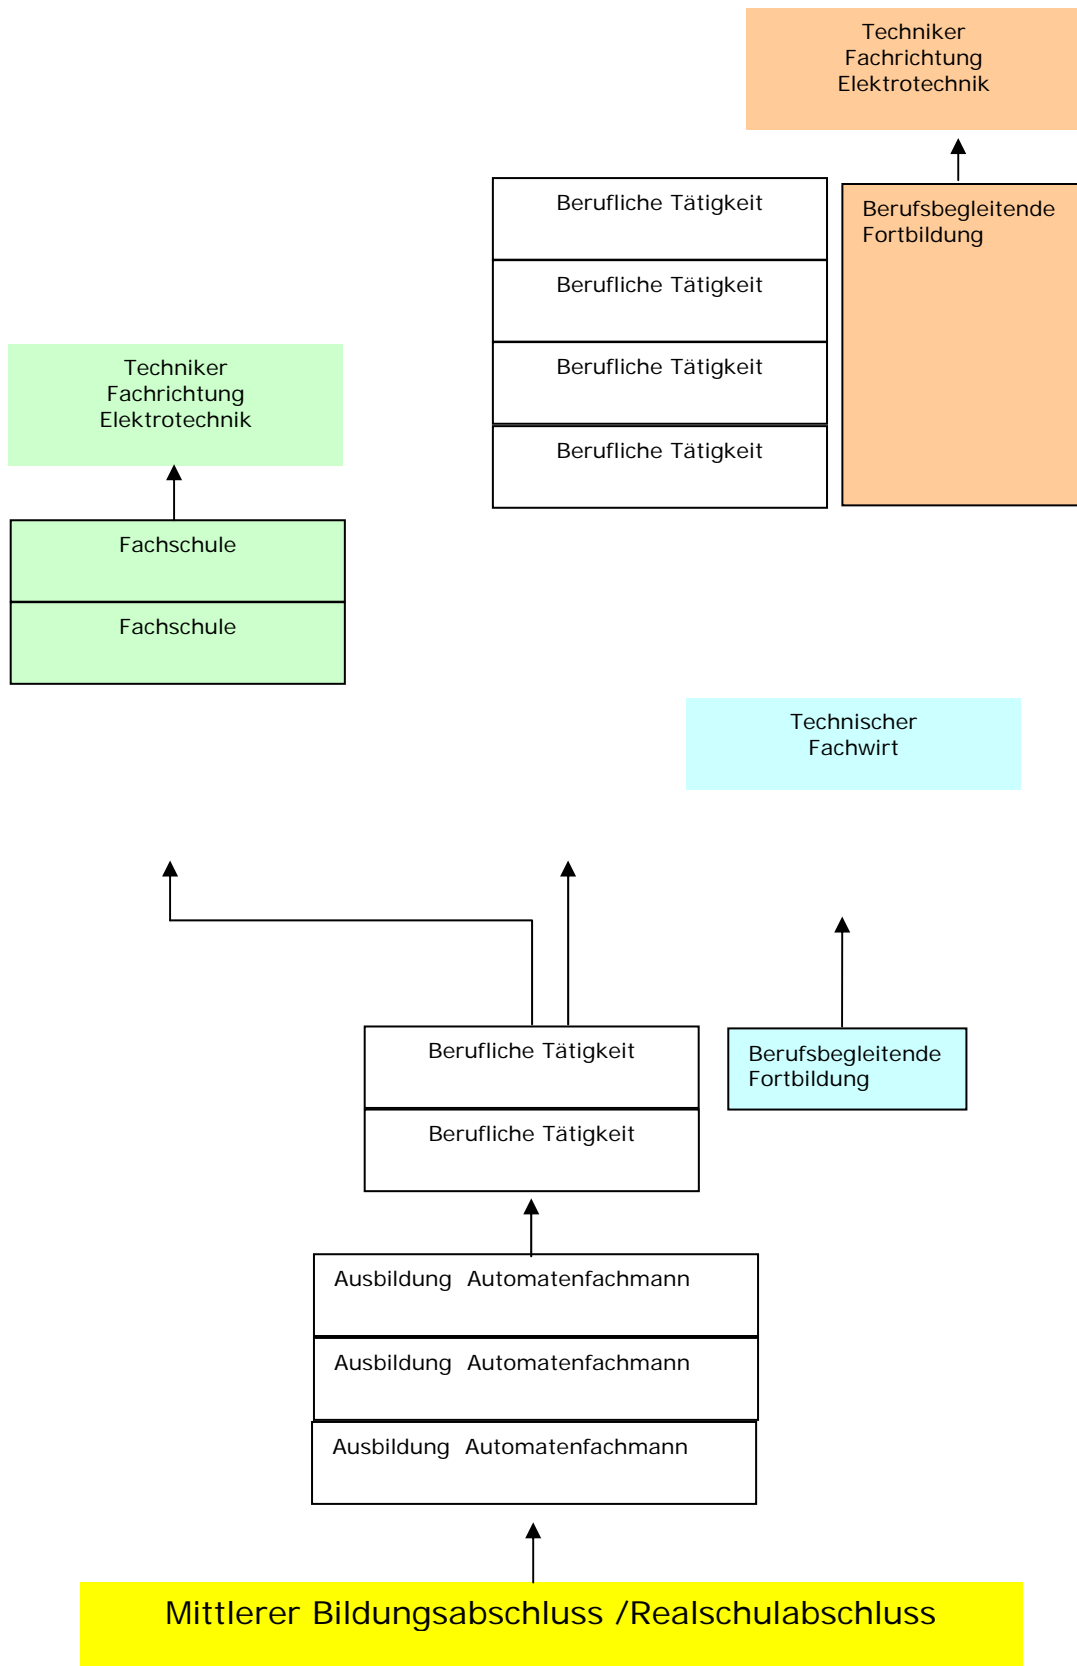 Techniker
Fachrichtung
Elektrotechnik
Berufliche Tätigkeit
Berufsbegleitende
Fortbildung
Berufliche Tätigkeit
Berufliche Tätigkeit
Berufliche Tätigkeit
Techniker
Fachrichtung
Elektrotechnik
Fachschule
Fachschule
Technischer
Fachwirt
Berufliche Tätigkeit
Berufliche Tätigkeit
Berufsbegleitende
Fortbildung
Ausbildung  Automatenfachmann
Ausbildung  Automatenfachmann
Ausbildung  Automatenfachmann
Mittlerer Bildungsabschluss /Realschulabschluss